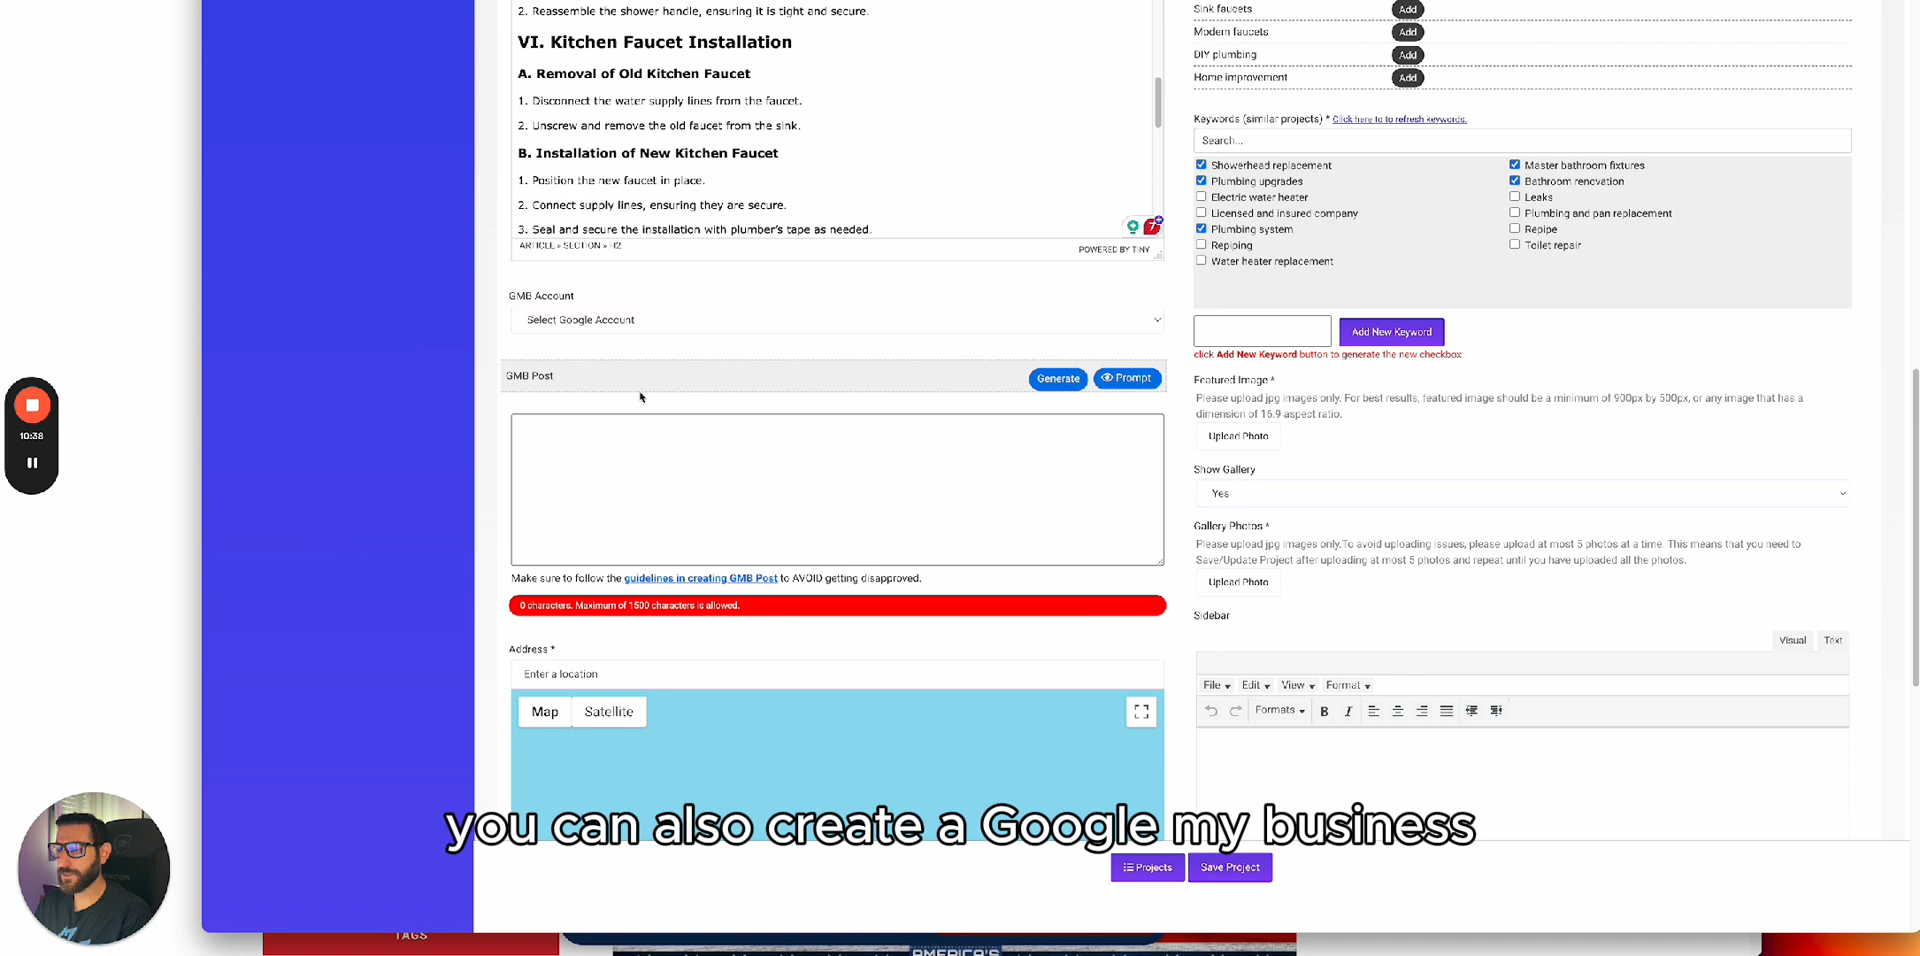 2. Reassemble the shower handle, ensuring it is tight and secure.
VI. Kitchen Faucet Installation
A. Removal of Old Kitchen Faucet
1. Disconnect the water supply lines from the faucet.
2. Unscrew and remove the old faucet from the sink.
B. Installation of New Kitchen Faucet
1. Position the new faucet in place.
2. Connect supply lines, ensuring they are secure.
3. Seal and secure the installation with plumber's tape as needed.
ARTICLE » SECTION » H2
POWERED BY TINY
GMB Account
Select Google Account
GMB Post
Generate
Prompt
Make sure to follow the guidelines in creating GMB Post to AVOID getting disapproved.
0 characters. Maximum of 1500 characters is allowed.
Address *
Enter a location
Map
Satellite
Sink faucets Add
Modern faucets Add
DIY plumbing Add
Home improvement Add
Keywords (similar projects) * Click here to to refresh keywords.
Search...
Showerhead replacement
Plumbing upgrades
Electric water heater
Licensed and insured company
Plumbing system
Repiping
Water heater replacement
Master bathroom fixtures
Bathroom renovation
Leaks
Plumbing and pan replacement
Repipe
Toilet repair
Add New Keyword
click Add New Keyword button to generate the new checkbox
Featured Image *
Please upload jpg images only. For best results, featured image should be a minimum of 900px by 500px, or any image that has a
dimension of 16:9 aspect ratio.
Upload Photo
Show Gallery
Yes
Gallery Photos *
Please upload jpg images only.To avoid uploading issues, please upload at most 5 photos at a time. This means that you need to
Save/Update Project after uploading at most 5 photos and repeat until you have uploaded all the photos.
Upload Photo
Sidebar
Visual Text
File Edit View Format
Formats B I
10:38
you can also create a Google my business
Projects
Save Project
TAGS
AMERICA'S